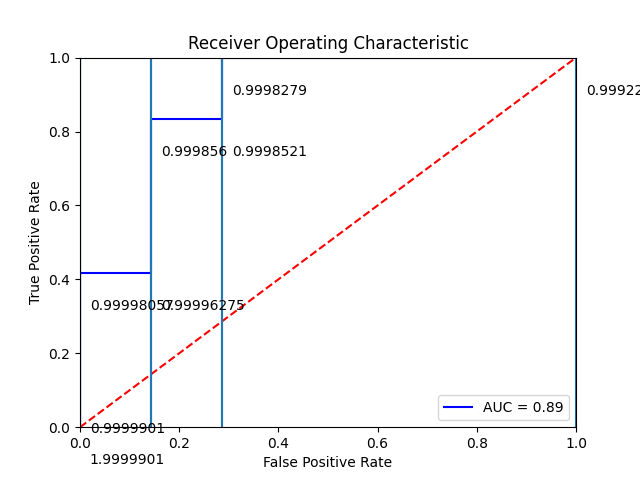 Receiver Operating Characteristic
1.0
0.9998279
0.99922
0.8
0.999856
0.9998521
0.6
True Positive Rate
0.4
0.99998057
0.99996275
0.2
AUC = 0.89
0.0
0.9999901
0.0 0.2 0.4 0.6 0.8 1.0
1.9999901
False Positive Rate